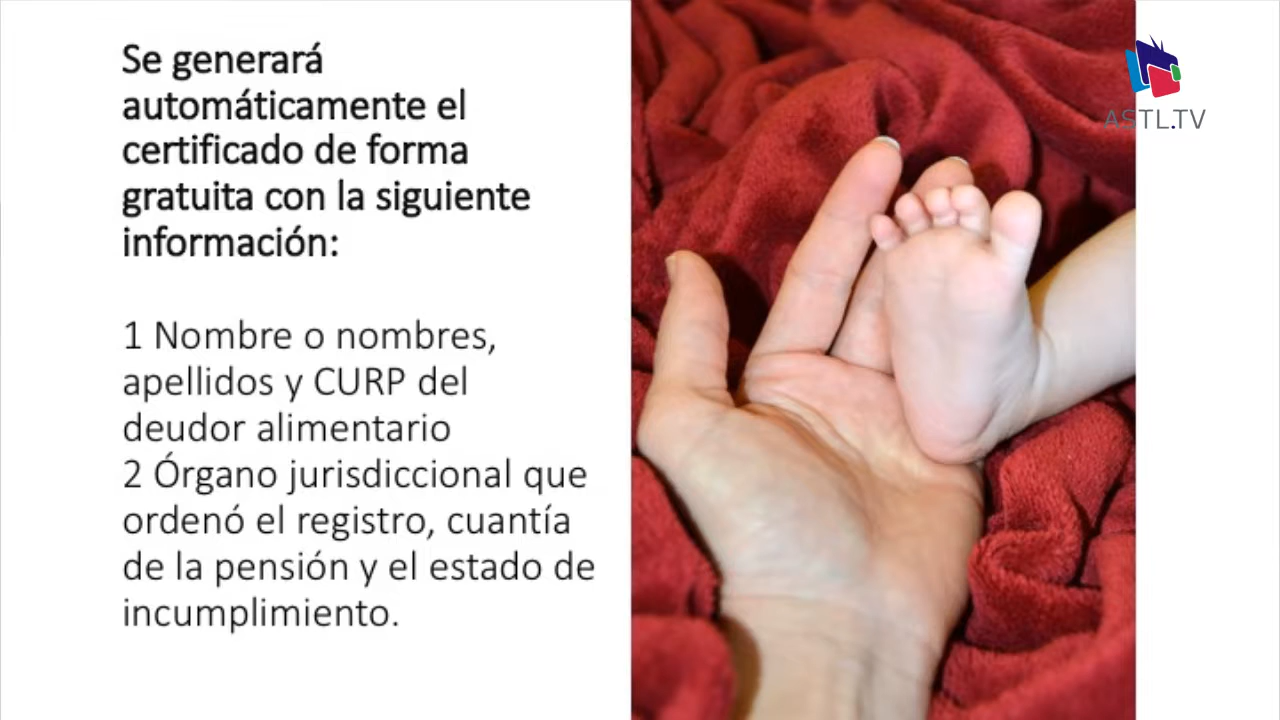 Se generará
automáticamente el
certificado de forma
gratuita con la siguiente
información:
1 Nombre o nombres,
apellidos y CURP del
deudor alimentario
2 Órgano jurisdiccional que
ordenó el registro, cuantía
de la pensión y el estado de
incumplimiento.
ASTL.TV